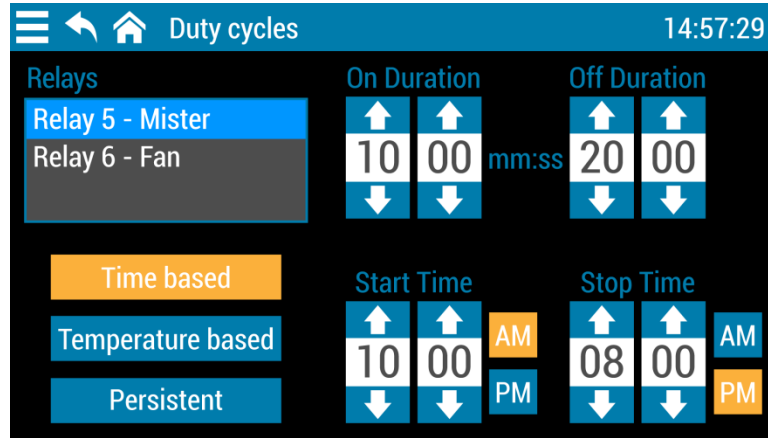 Duty cycles 14:57:29
Relays
Relay 5 - Mister
Relay 6 - Fan
On Duration
10 00 mm:ss
Off Duration
20 00
Time based
Temperature based
Persistent
Start Time
10 00 AM PM
Stop Time
08 00 AM PM